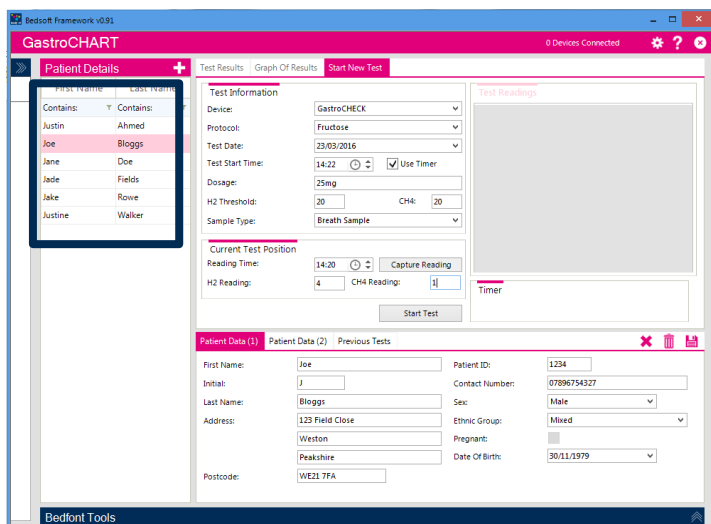 Bedsoft Framework v0.91
GastroCHART
0 Devices Connected
Patient Details
First Name Last Name
Contains: Contains:
Justin Ahmed
Joe Bloggs
Jane Doe
Jade Fields
Jake Rowe
Justine Walker
Test Results Graph Of Results Start New Test
Test Information
Device: GastroCHECK
Protocol: Fructose
Test Date: 23/03/2016
Test Start Time: 14:22 Use Timer
Dosage: 25mg
H2 Threshold: 20 CH4: 20
Sample Type: Breath Sample
Current Test Position
Reading Time: 14:20 Capture Reading
H2 Reading: 4 CH4 Reading: 1
Start Test
Test Readings
Timer
Patient Data (1) Patient Data (2) Previous Tests
First Name: Joe
Initial: J
Last Name: Bloggs
Address: 123 Field Close
Weston
Peakshire
Postcode: WE21 7FA
Patient ID: 1234
Contact Number: 07896754327
Sex: Male
Ethnic Group: Mixed
Pregnant:
Date Of Birth: 30/11/1979
Bedfont Tools